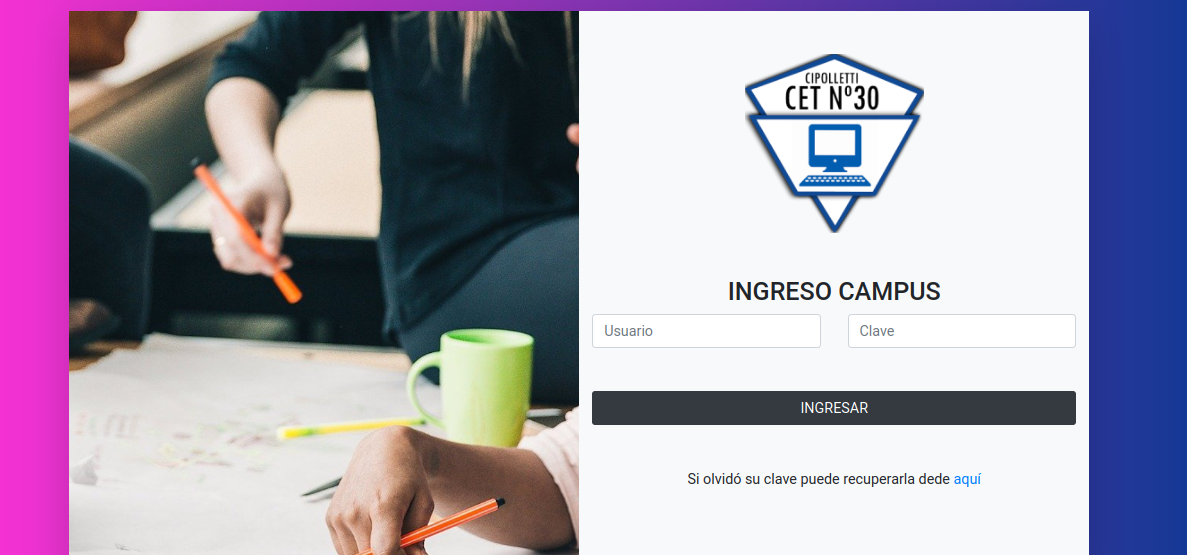 CIPOLLETTI
CET Nº30
INGRESO CAMPUS
Usuario
Clave
INGRESAR
Si olvidó su clave puede recuperarla dede aquí